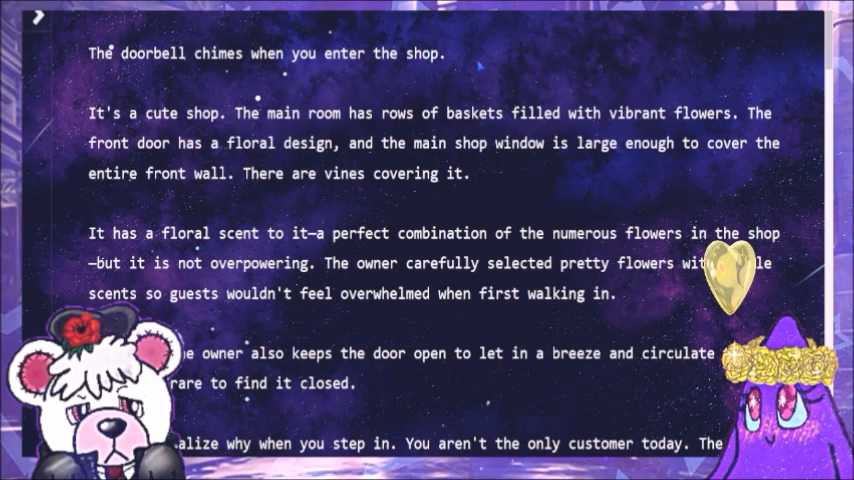 The doorbell chimes when you enter the shop.
It's a cute shop. The main room has rows of baskets filled with vibrant flowers. The
front door has a floral design, and the main shop window is large enough to cover the
entire front wall. There are vines covering it.
It has a floral scent to it—a perfect combination of the numerous flowers in the shop
—but it is not overpowering. The owner carefully selected pretty flowers
scents so guests wouldn't feel overwhelmed when first walking in.
owner also keeps the door open to let in a breeze and circulate
rare to find it closed.
why when you step in. You aren't the only customer today. The